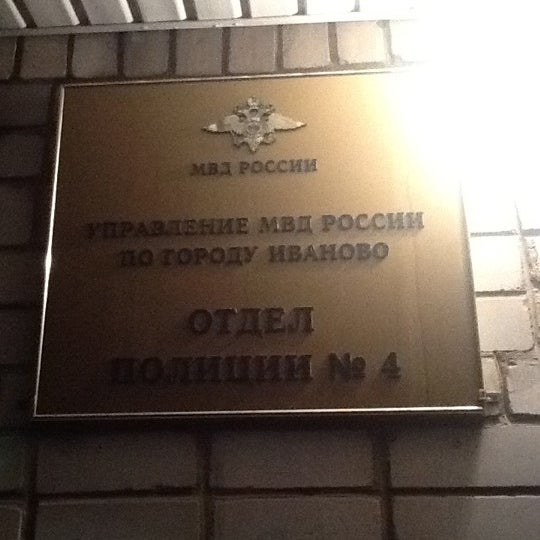 МВД РОССИИ
УПРАВЛЕНИЕ МВД РОССИИ
ПО ГОРОДУ ИВАНОВО
ОТДЕЛ
ПОЛИЦИИ № 4